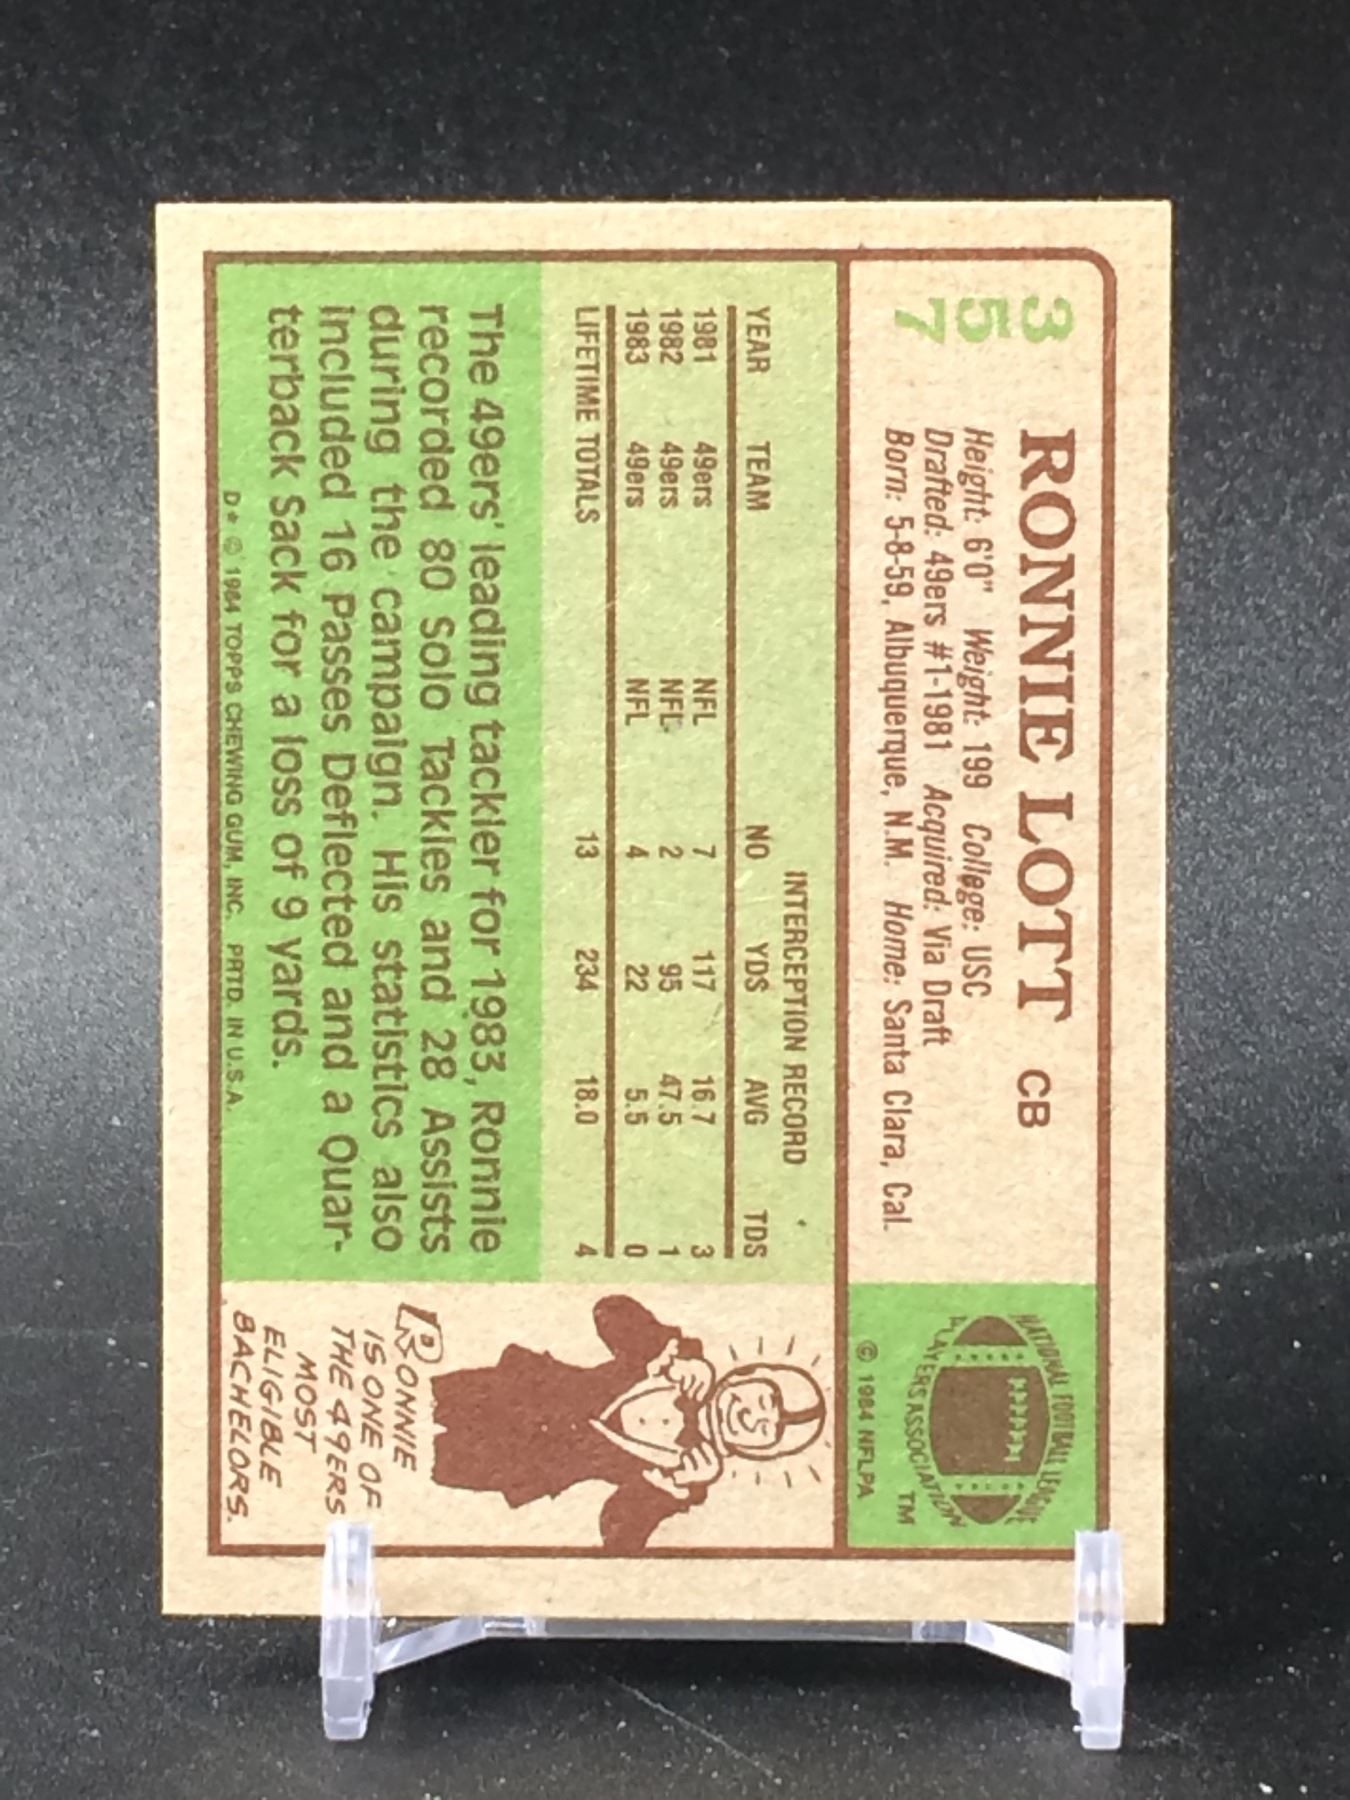 357
RONNIE LOTT CB
Height: 6'0" Weight: 199 College: USC
Drafted: 49ers #1-1981 Acquired: Via Draft
Born: 5-8-59, Albuquerque, N.M. Home: Santa Clara, Cal.
NATIONAL FOOTBALL LEAGUE
PLAYERS ASSOCIATION
TM
© 1984 NFLPA
INTERCEPTION RECORD
YEAR TEAM NO YDS AVG TDS
1981 49ers NFL 7 117 16.7 3
1982 49ers NFL 2 95 47.5 1
1983 49ers NFL 4 22 5.5 0
LIFETIME TOTALS 13 234 18.0 4
The 49ers' leading tackler for 1983, Ronnie
recorded 80 Solo Tackles and 28 Assists
during the campaign. His statistics also
included 16 Passes Deflected and a Quar-
terback Sack for a loss of 9 yards.
D* © 1984 TOPPS CHEWING GUM, INC. PRTD. IN U.S.A.
RONNIE
IS ONE OF
THE 49ERS
MOST
ELIGIBLE
BACHELORS.